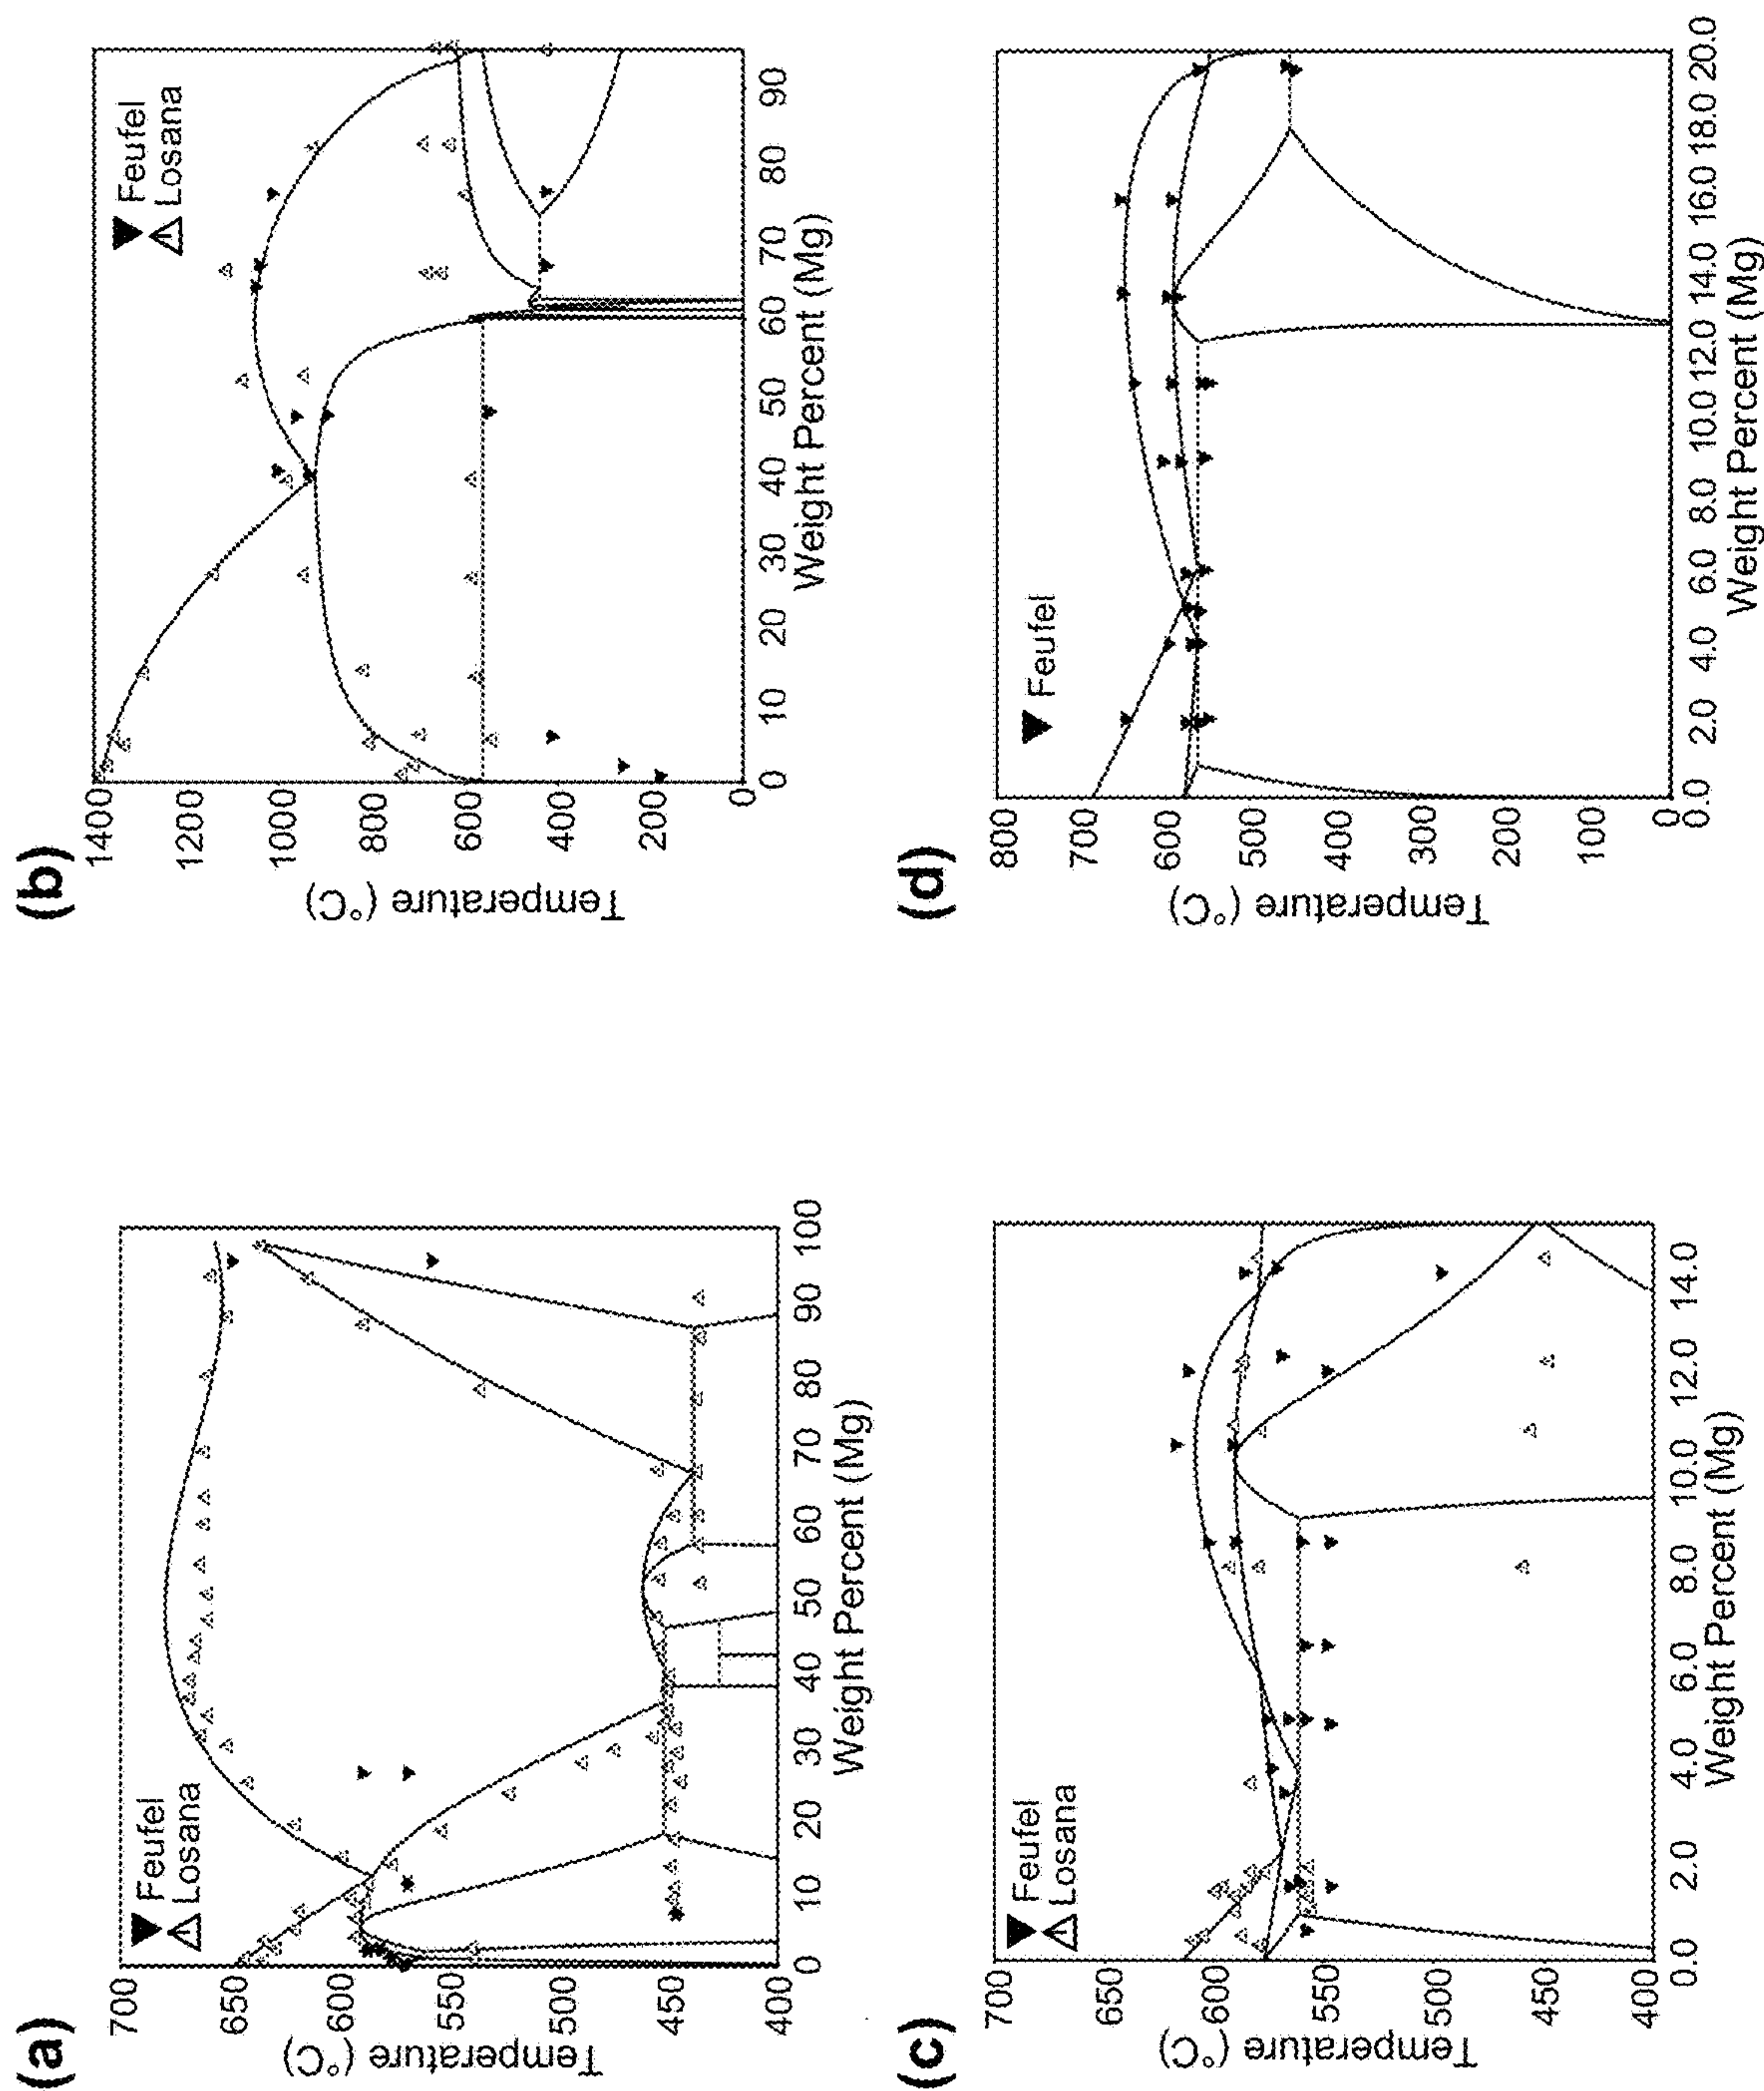 (a)
Temperature (°C)
700
650
600
550
500
450
400
Feufel
Losana
0 10 20 30 40 50 60 70 80 90 100
Weight Percent (Mg)
(b)
Temperature (°C)
1400
1200
1000
800
600
400
200
0
Feufel
Losana
0 10 20 30 40 50 60 70 80 90
Weight Percent (Mg)
(c)
Temperature (°C)
700
650
600
550
500
450
400
Feufel
Losana
0.0 2.0 4.0 6.0 8.0 10.0 12.0 14.0
Weight Percent (Mg)
(d)
Temperature (°C)
800
700
600
500
400
300
200
100
0
Feufel
0.0 2.0 4.0 6.0 8.0 10.0 12.0 14.0 16.0 18.0 20.0
Weight Percent (Mg)